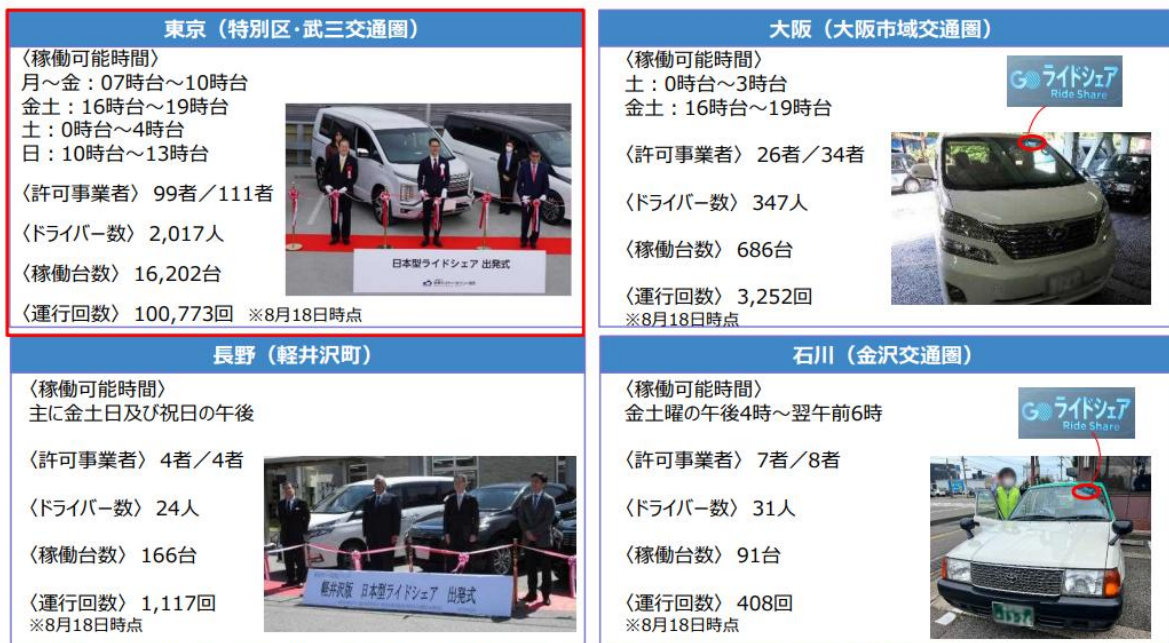 東京（特別区・武三交通圏）
〈稼働可能時間〉
月～金：07時台～10時台
金土：16時台～19時台
土：0時台～4時台
日：10時台～13時台
〈許可事業者〉 99者／111者
〈ドライバー数〉 2,017人
〈稼働台数〉 16,202台
〈運行回数〉 100,773回 ※8月18日時点
日本型ライドシェア 出発式
大阪（大阪市域交通圏）
〈稼働可能時間〉
土：0時台～3時台
金土：16時台～19時台
〈許可事業者〉 26者／34者
〈ドライバー数〉 347人
〈稼働台数〉 686台
〈運行回数〉 3,252回
※8月18日時点
GO ライドシェア
Ride Share
長野（軽井沢町）
〈稼働可能時間〉
主に金土日及び祝日の午後
〈許可事業者〉 4者／4者
〈ドライバー数〉 24人
〈稼働台数〉 166台
〈運行回数〉 1,117回
※8月18日時点
軽井沢版 日本型ライドシェア 出発式
石川（金沢交通圏）
〈稼働可能時間〉
金土曜の午後4時～翌午前6時
〈許可事業者〉 7者／8者
〈ドライバー数〉 31人
〈稼働台数〉 91台
〈運行回数〉 408回
※8月18日時点
GO ライドシェア
Ride Share